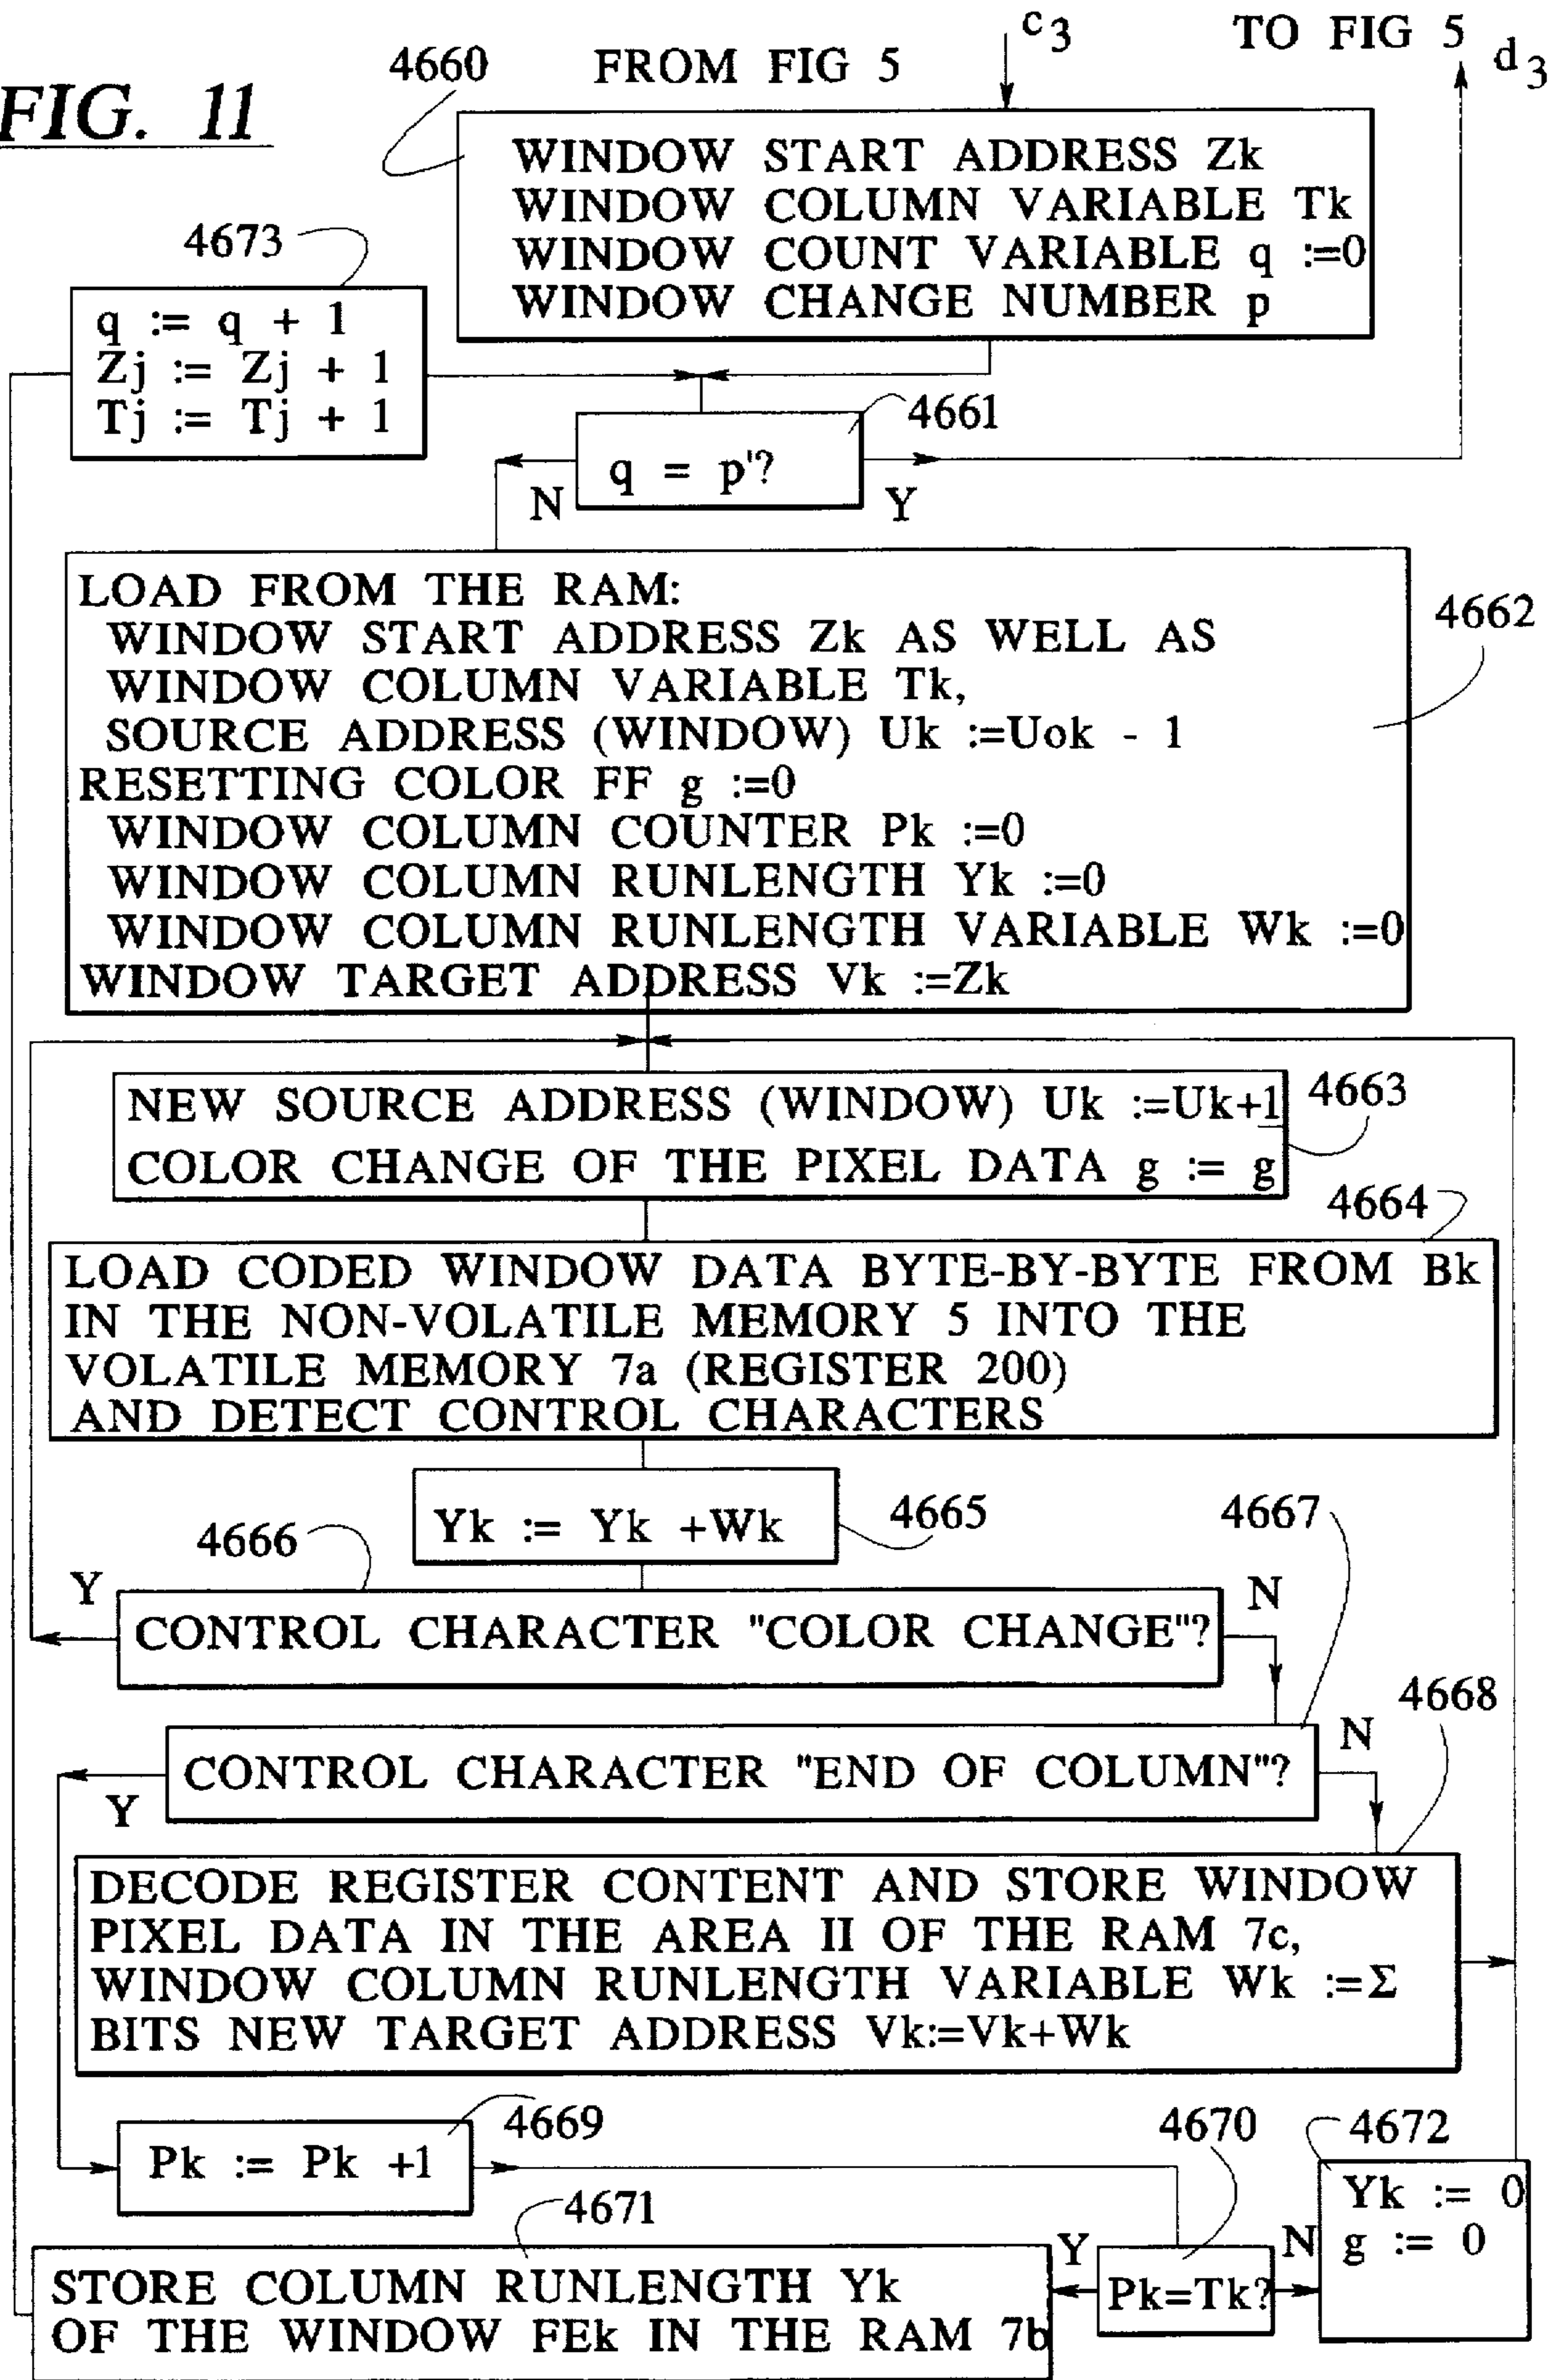 FIG. 11
4660
FROM FIG 5
c3
TO FIG 5
d3
WINDOW START ADDRESS Zk
WINDOW COLUMN VARIABLE Tk
WINDOW COUNT VARIABLE q :=0
WINDOW CHANGE NUMBER p
4673
q := q + 1
Zj := Zj + 1
Tj := Tj + 1
4661
q = p'?
N
Y
LOAD FROM THE RAM:
WINDOW START ADDRESS Zk AS WELL AS
WINDOW COLUMN VARIABLE Tk,
SOURCE ADDRESS (WINDOW) Uk :=Uok - 1
RESETTING COLOR FF g :=0
WINDOW COLUMN COUNTER Pk :=0
WINDOW COLUMN RUNLENGTH Yk :=0
WINDOW COLUMN RUNLENGTH VARIABLE Wk :=0
WINDOW TARGET ADDRESS Vk :=Zk
4662
NEW SOURCE ADDRESS (WINDOW) Uk :=Uk+1
COLOR CHANGE OF THE PIXEL DATA g := g̅
4663
4664
LOAD CODED WINDOW DATA BYTE-BY-BYTE FROM Bk
IN THE NON-VOLATILE MEMORY 5 INTO THE
VOLATILE MEMORY 7a (REGISTER 200)
AND DETECT CONTROL CHARACTERS
Yk := Yk +Wk
4665
4666
4667
Y
CONTROL CHARACTER "COLOR CHANGE"?
N
4668
CONTROL CHARACTER "END OF COLUMN"?
N
Y
DECODE REGISTER CONTENT AND STORE WINDOW
PIXEL DATA IN THE AREA II OF THE RAM 7c,
WINDOW COLUMN RUNLENGTH VARIABLE Wk :=Σ
BITS NEW TARGET ADDRESS Vk:=Vk+Wk
4669
Pk := Pk +1
4670
4672
Yk := 0
g := 0
4671
STORE COLUMN RUNLENGTH Yk
OF THE WINDOW FEk IN THE RAM 7b
Y
Pk=Tk?
N